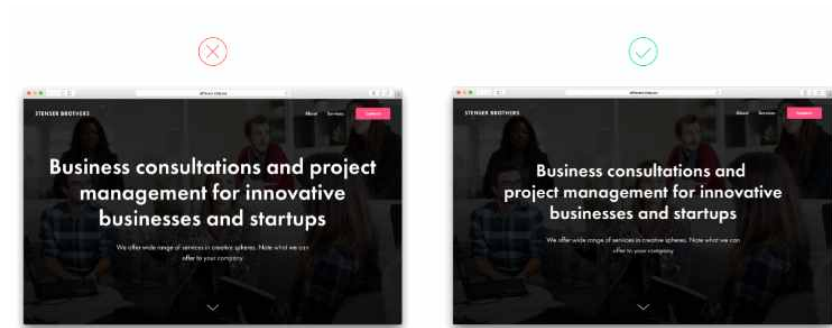 STENSER BROTHERS
About Services Contact
Business consultations and project
management for innovative
businesses and startups
We offer wide range of services in creative spheres. Note what we can
offer to your company
STENSER BROTHERS
About Services Contact
Business consultations and
project management for innovative
businesses and startups
We offer wide range of services in creative spheres. Note what we can
offer to your company